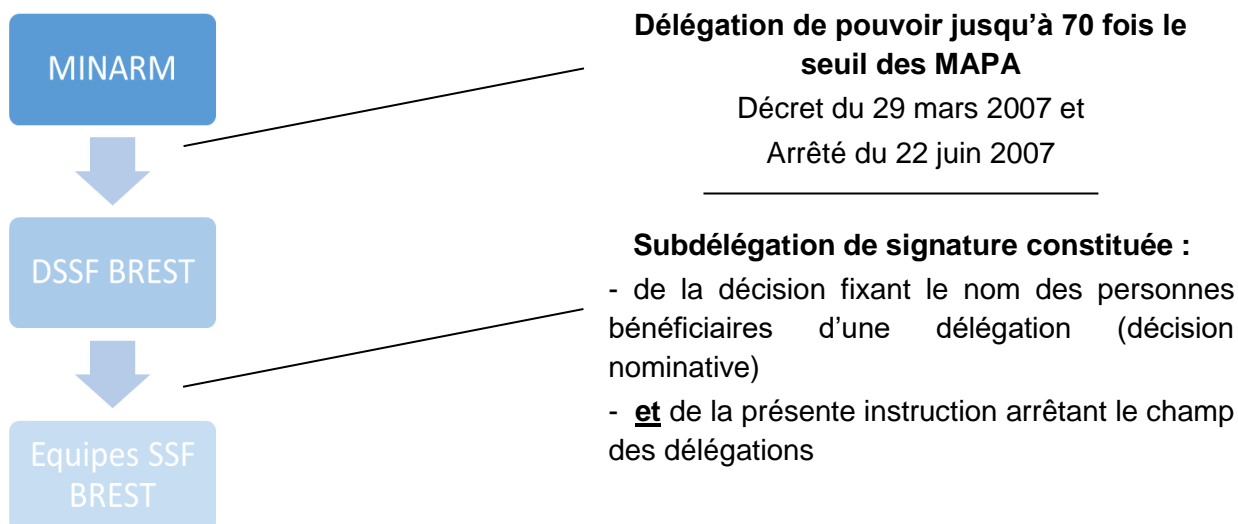 MINARM
Délégation de pouvoir jusqu'à 70 fois le
seuil des MAPA
Décret du 29 mars 2007 et
Arrêté du 22 juin 2007
DSSF BREST
Subdélégation de signature constituée :
- de la décision fixant le nom des personnes
bénéficiaires d'une délégation (décision
nominative)
- et de la présente instruction arrêtant le champ
des délégations
Equipes SSF
BREST